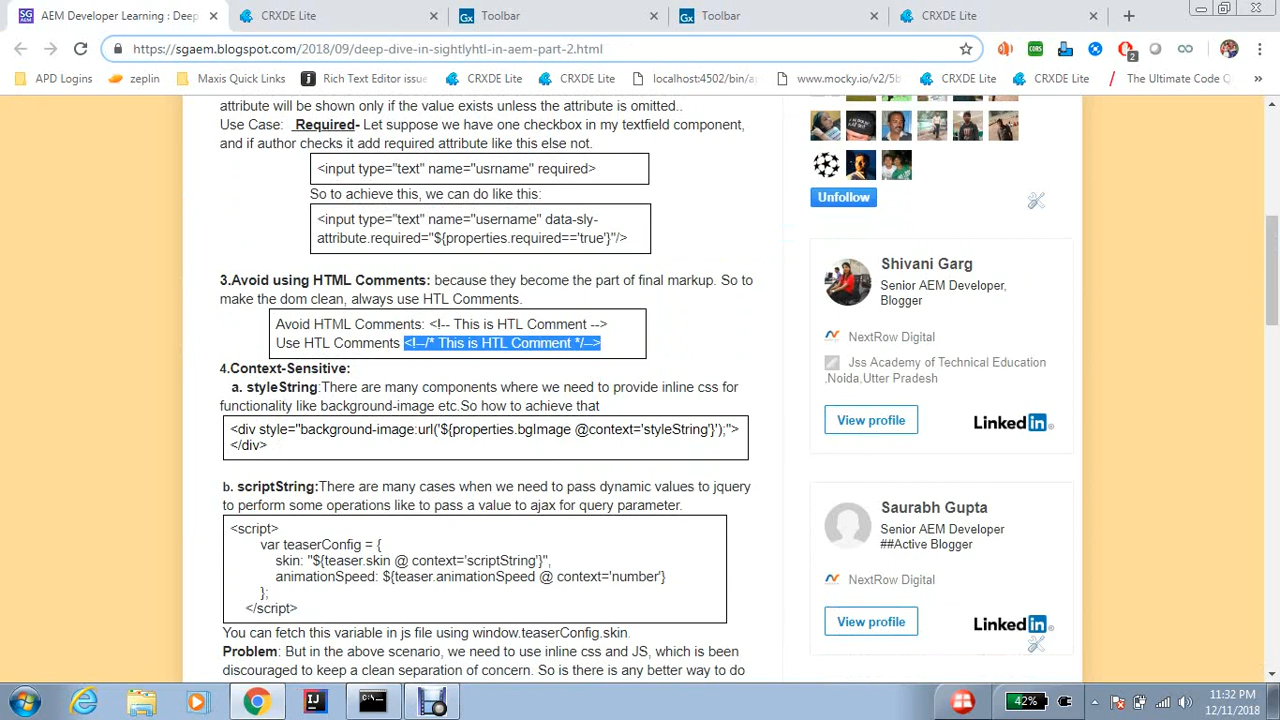 AEM Developer Learning : Deep
CRXDE Lite
Toolbar
Toolbar
CRXDE Lite
https://sgaem.blogspot.com/2018/09/deep-dive-in-sightlyhtl-in-aem-part-2.html
APD Logins
zeplin
Maxis Quick Links
Rich Text Editor issue
CRXDE Lite
CRXDE Lite
localhost:4502/bin/a
www.mocky.io/v2/5b
CRXDE Lite
CRXDE Lite
The Ultimate Code Q
»
attribute will be shown only if the value exists unless the attribute is omitted..
Use Case: Required- Let suppose we have one checkbox in my textfield component,
and if author checks it add required attribute like this else not.
<input type="text" name="usrname" required>
So to achieve this, we can do like this:
<input type="text" name="username" data-sly-
attribute.required="${properties.required=='true'}"/>
3.Avoid using HTML Comments: because they become the part of final markup. So to
make the dom clean, always use HTL Comments.
Avoid HTML Comments: <!-- This is HTL Comment -->
Use HTL Comments <!--/* This is HTL Comment */-->
4.Context-Sensitive:
a. styleString:There are many components where we need to provide inline css for
functionality like background-image etc.So how to achieve that
<div style="background-image:url('${properties.bgImage @context='styleString'}');">
</div>
b. scriptString:There are many cases when we need to pass dynamic values to jquery
to perform some operations like to pass a value to ajax for query parameter.
<script>
var teaserConfig = {
skin: "${teaser.skin @ context='scriptString'}",
animationSpeed: ${teaser.animationSpeed @ context='number'}
};
</script>
You can fetch this variable in js file using window.teaserConfig.skin.
Problem: But in the above scenario, we need to use inline css and JS, which is been
discouraged to keep a clean separation of concern. So is there is any better way to do
Unfollow
Shivani Garg
Senior AEM Developer,
Blogger
NextRow Digital
Jss Academy of Technical Education
,Noida,Utter Pradesh
View profile
Linked in
Saurabh Gupta
Senior AEM Developer
##Active Blogger
NextRow Digital
View profile
Linked in
42%
11:32 PM
12/11/2018